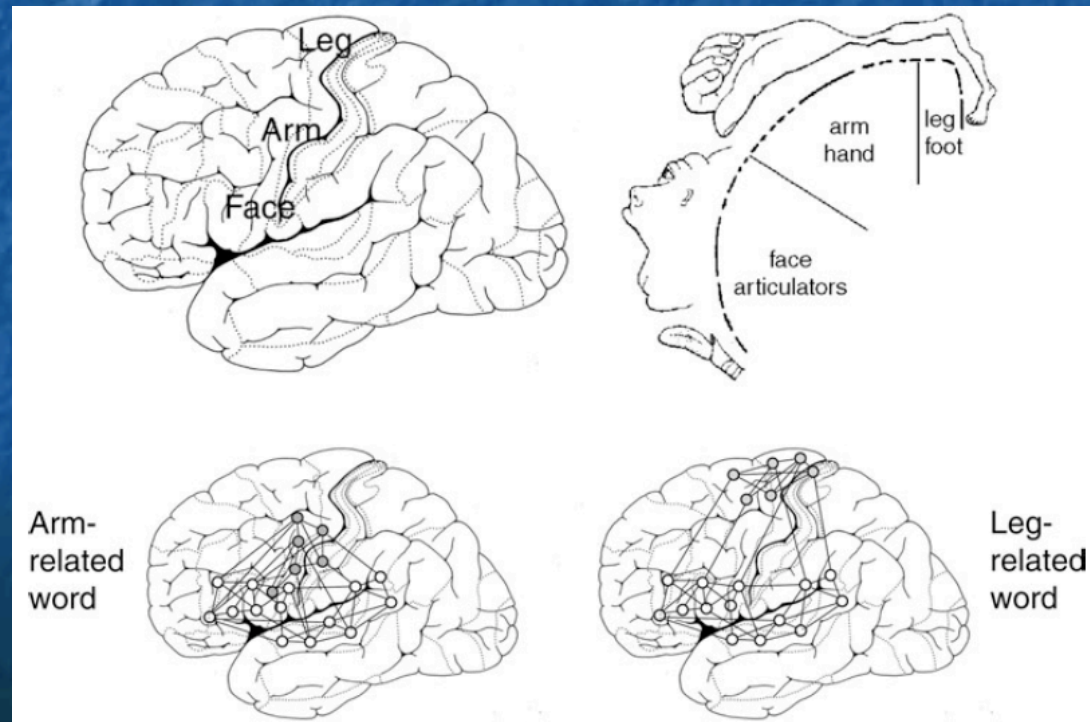 Leg
Arm
Face
arm
hand
leg
foot
face
articulators
Arm-
related
word
Leg-
related
word